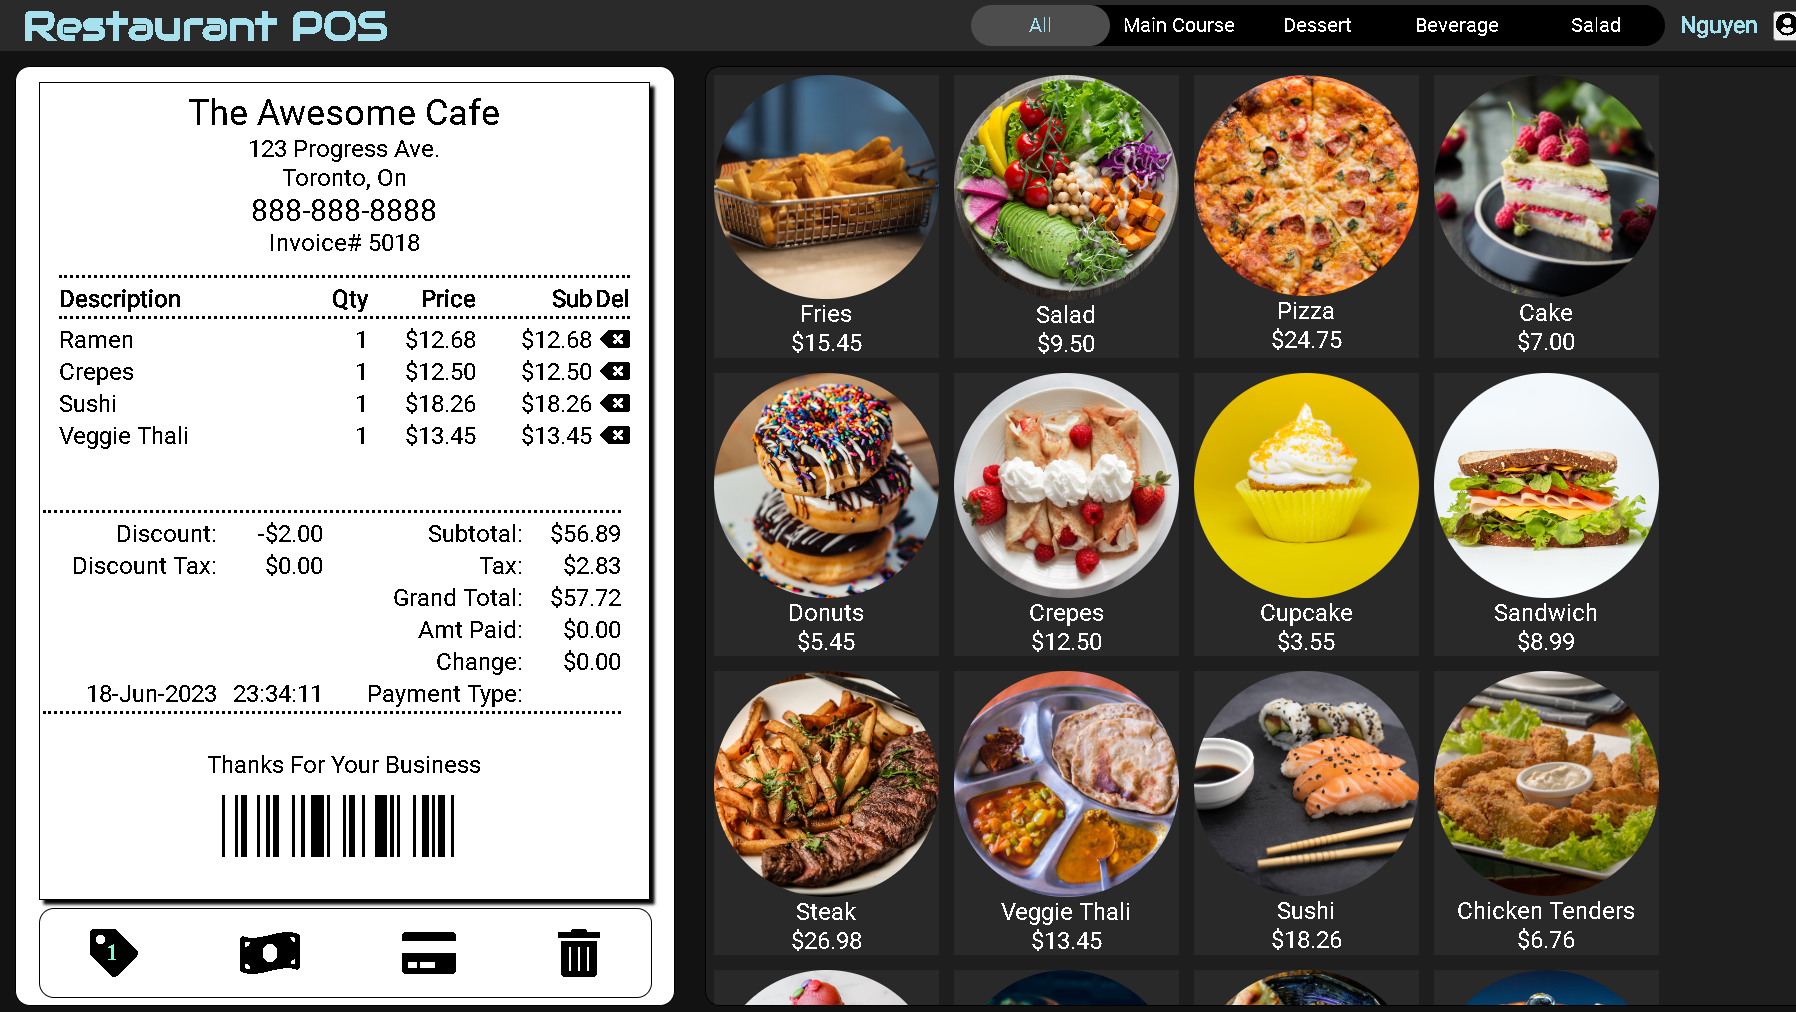 Restaurant POS
All Main Course Dessert Beverage Salad Nguyen
The Awesome Cafe
123 Progress Ave.
Toronto, On
888-888-8888
Invoice# 5018
Description Qty Price Sub Del
Ramen 1 $12.68 $12.68
Crepes 1 $12.50 $12.50
Sushi 1 $18.26 $18.26
Veggie Thali 1 $13.45 $13.45
Discount: -$2.00 Subtotal: $56.89
Discount Tax: $0.00 Tax: $2.83
Grand Total: $57.72
Amt Paid: $0.00
Change: $0.00
18-Jun-2023 23:34:11 Payment Type:
Thanks For Your Business
1
Fries Salad Pizza Cake
$15.45 $9.50 $24.75 $7.00
Donuts Crepes Cupcake Sandwich
$5.45 $12.50 $3.55 $8.99
Steak Veggie Thali Sushi Chicken Tenders
$26.98 $13.45 $18.26 $6.76